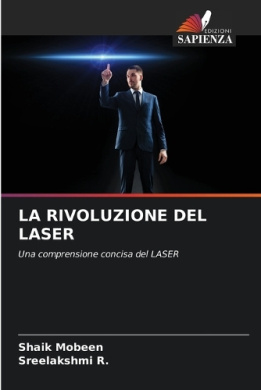 EDIZIONI
SAPIENZA
LA RIVOLUZIONE DEL
LASER
Una comprensione concisa del LASER
Shaik Mobeen
Sreelakshmi R.